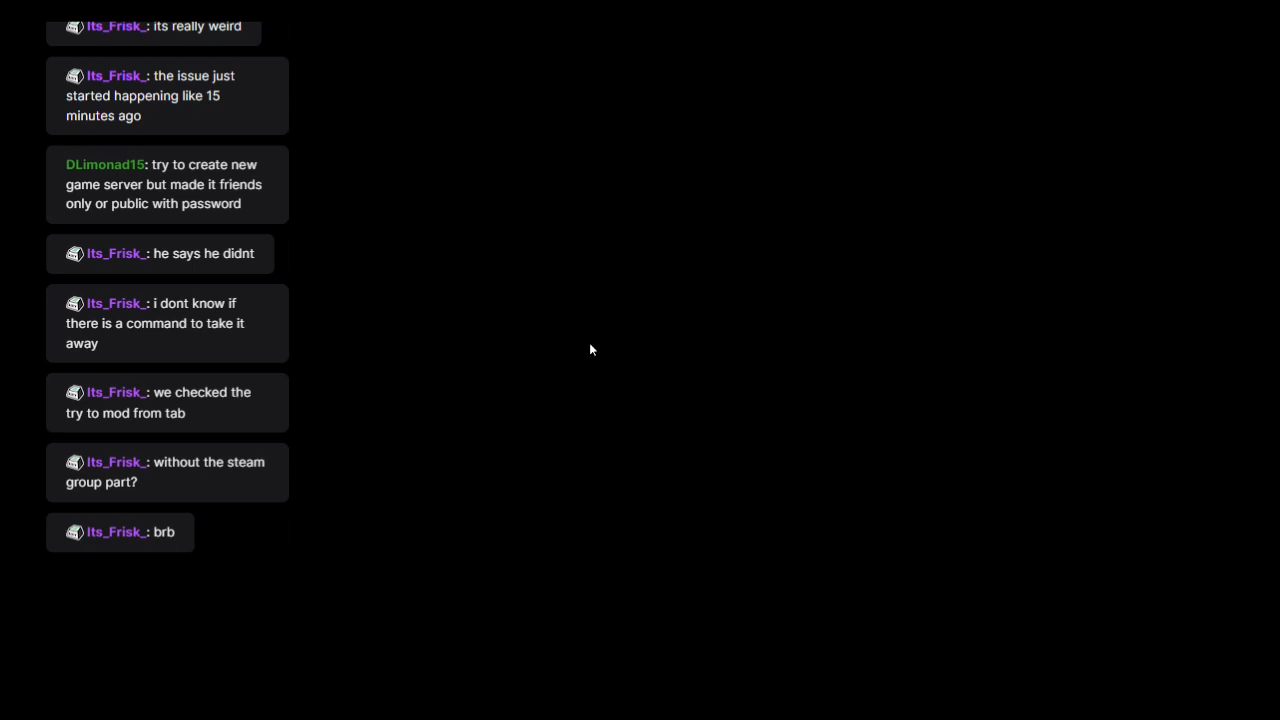 Its_Frisk_: its really weird
Its_Frisk_: the issue just
started happening like 15
minutes ago
DLimonad15: try to create new
game server but made it friends
only or public with password
Its_Frisk_: he says he didnt
Its_Frisk_: i dont know if
there is a command to take it
away
Its_Frisk_: we checked the
try to mod from tab
Its_Frisk_: without the steam
group part?
Its_Frisk_: brb